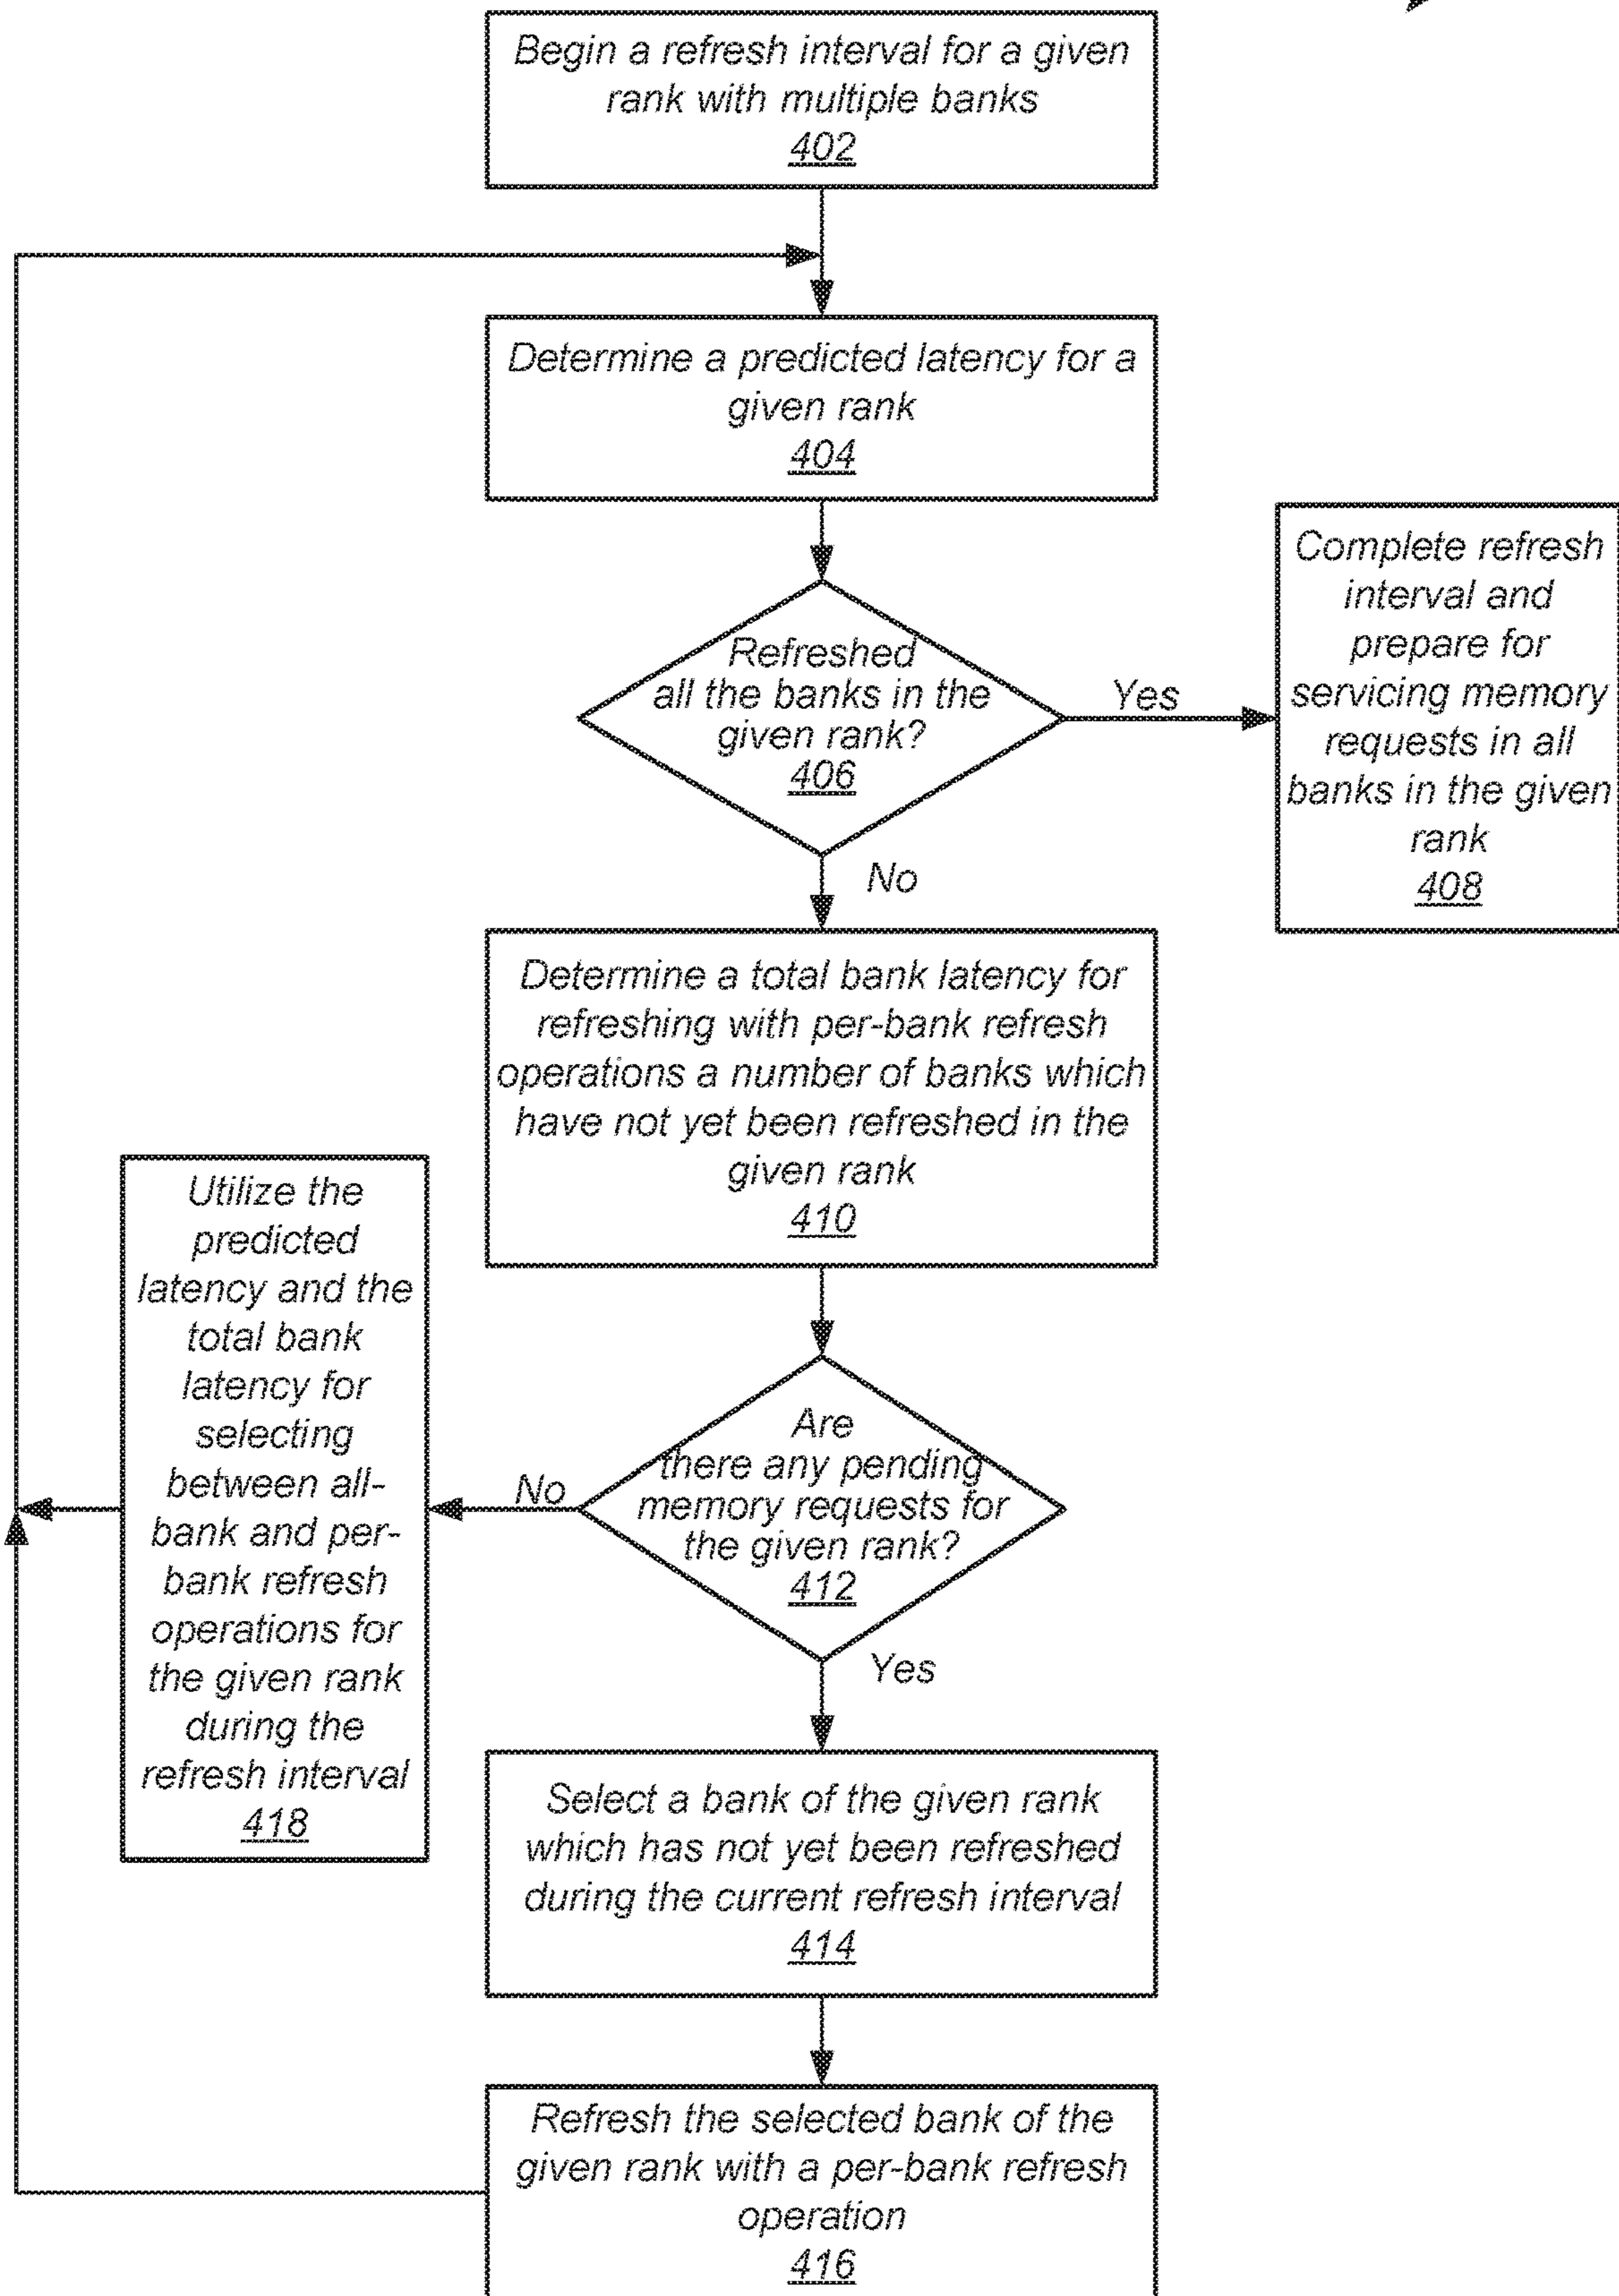 Begin a refresh interval for a given
rank with multiple banks
402
Determine a predicted latency for a
given rank
404
Refreshed
all the banks in the
given rank?
406
Yes
Complete refresh
interval and
prepare for
servicing memory
requests in all
banks in the given
rank
408
No
Determine a total bank latency for
refreshing with per-bank refresh
operations a number of banks which
have not yet been refreshed in the
given rank
410
Are
there any pending
memory requests for
the given rank?
412
No
Utilize the
predicted
latency and the
total bank
latency for
selecting
between all-
bank and per-
bank refresh
operations for
the given rank
during the
refresh interval
418
Yes
Select a bank of the given rank
which has not yet been refreshed
during the current refresh interval
414
Refresh the selected bank of the
given rank with a per-bank refresh
operation
416